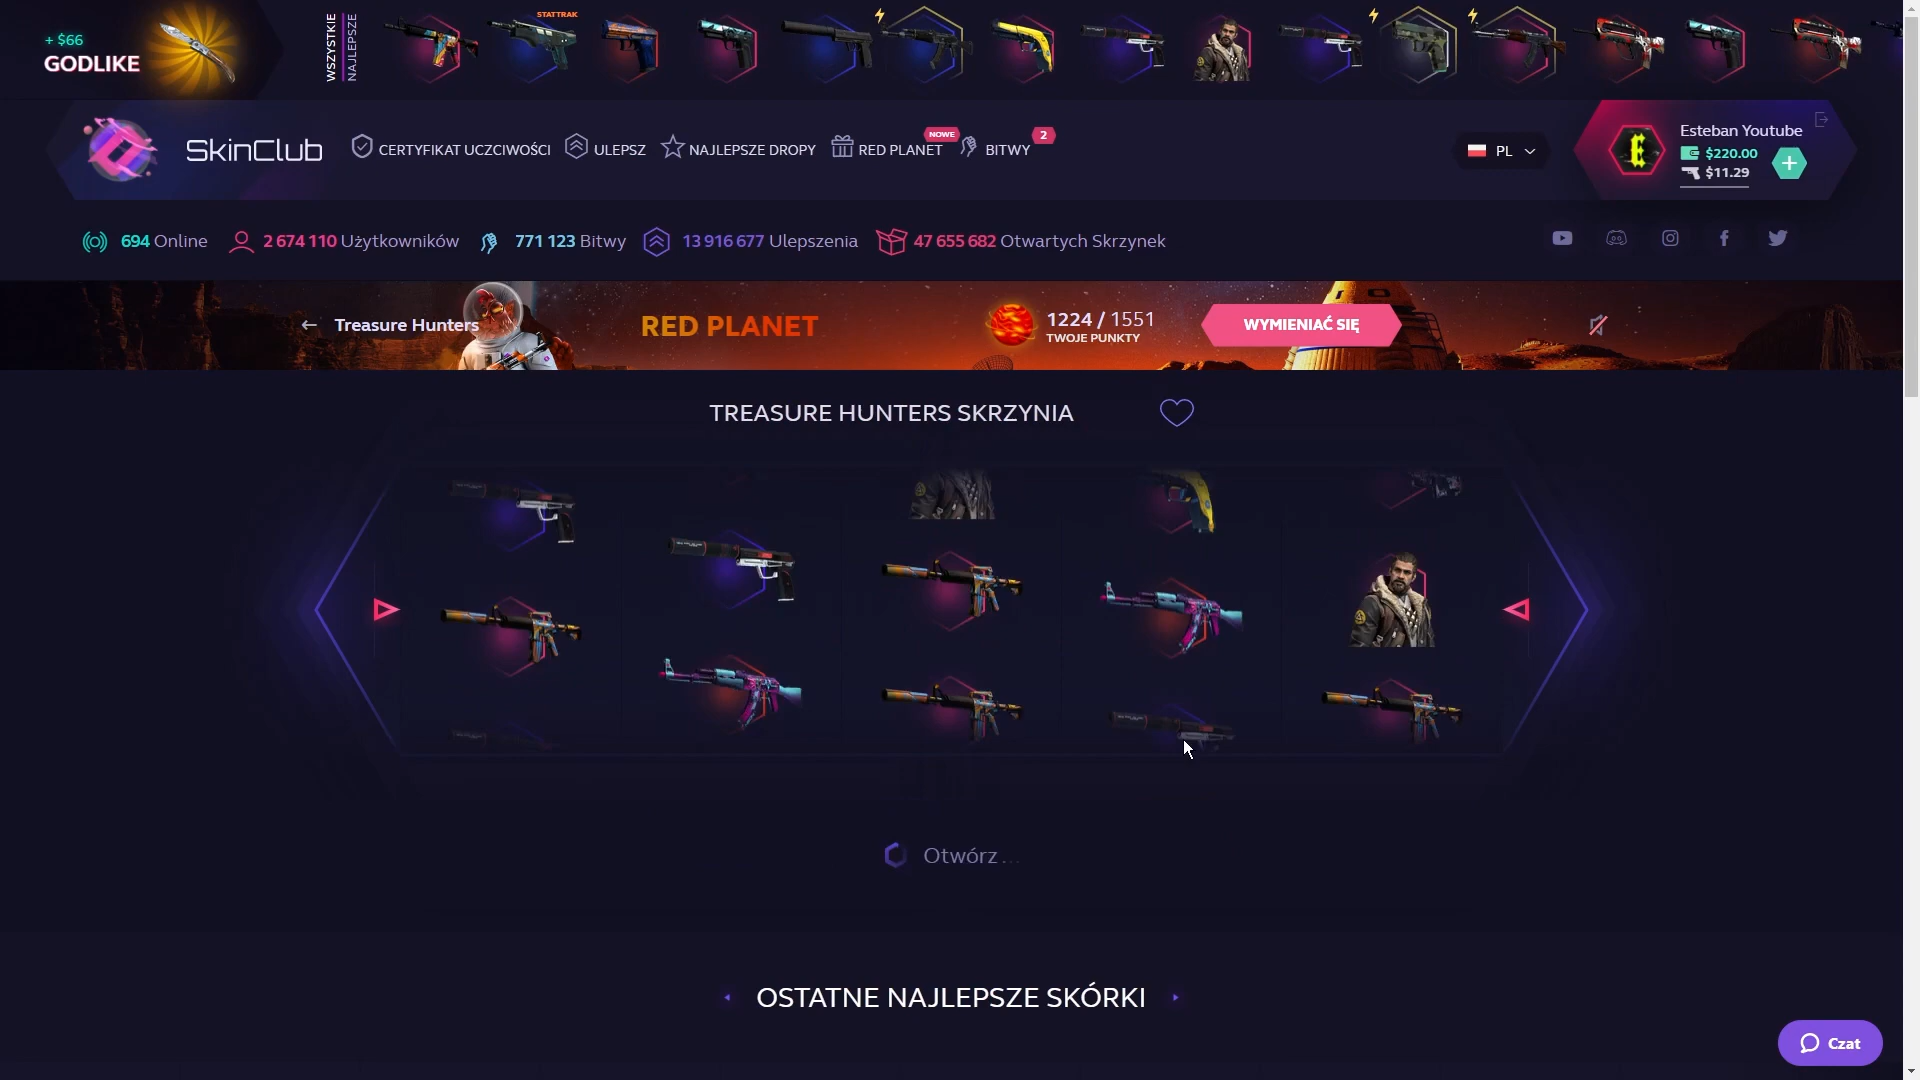 + $66
GODLIKE
WSZYSTKIE
NAJLEPSZE
STATTRAK
SkinClub
CERTYFIKAT UCZCIWOŚCI
ULEPSZ
NAJLEPSZE DROPY
RED PLANET
NOWE
BITWY
2
PL
Esteban Youtube
$220.00
$11.29
694 Online
2 674 110 Użytkowników
771 123 Bitwy
13 916 677 Ulepszenia
47 655 682 Otwartych Skrzynek
Treasure Hunters
RED PLANET
1224 / 1551
TWOJE PUNKTY
WYMIENIAĆ SIĘ
TREASURE HUNTERS SKRZYNIA
Otwórz ...
OSTATNE NAJLEPSZE SKÓRKI
Czat